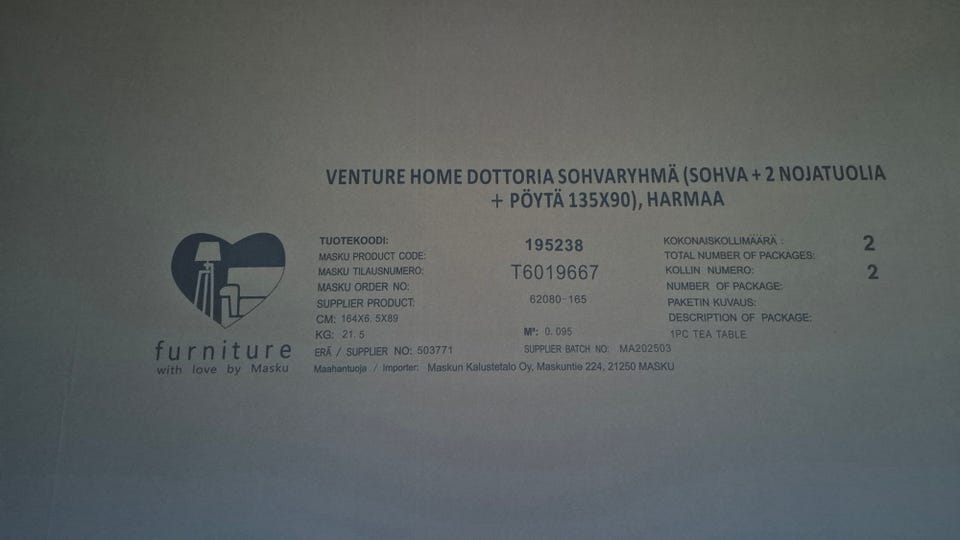 VENTURE HOME DOTTORIA SOHVARYHMÄ (SOHVA + 2 NOJATUOLIA
+ PÖYTÄ 135X90), HARMAA
furniture
with love by Masku
TUOTEKOODI:
MASKU PRODUCT CODE:
195238
MASKU TILAUSNUMERO:
MASKU ORDER NO:
T6019667
SUPPLIER PRODUCT:
62080-165
CM: 164X6.5X89
KG: 21.5
M³: 0.095
ERÄ / SUPPLIER NO: 503771
SUPPLIER BATCH NO: MA202503
Maahantuoja / Importer: Maskun Kalustetalo Oy, Maskuntie 224, 21250 MASKU
KOKONAISKOLLIMÄÄRÄ :
TOTAL NUMBER OF PACKAGES:
2
KOLLIN NUMERO:
NUMBER OF PACKAGE:
2
PAKETIN KUVAUS:
DESCRIPTION OF PACKAGE:
1PC TEA TABLE